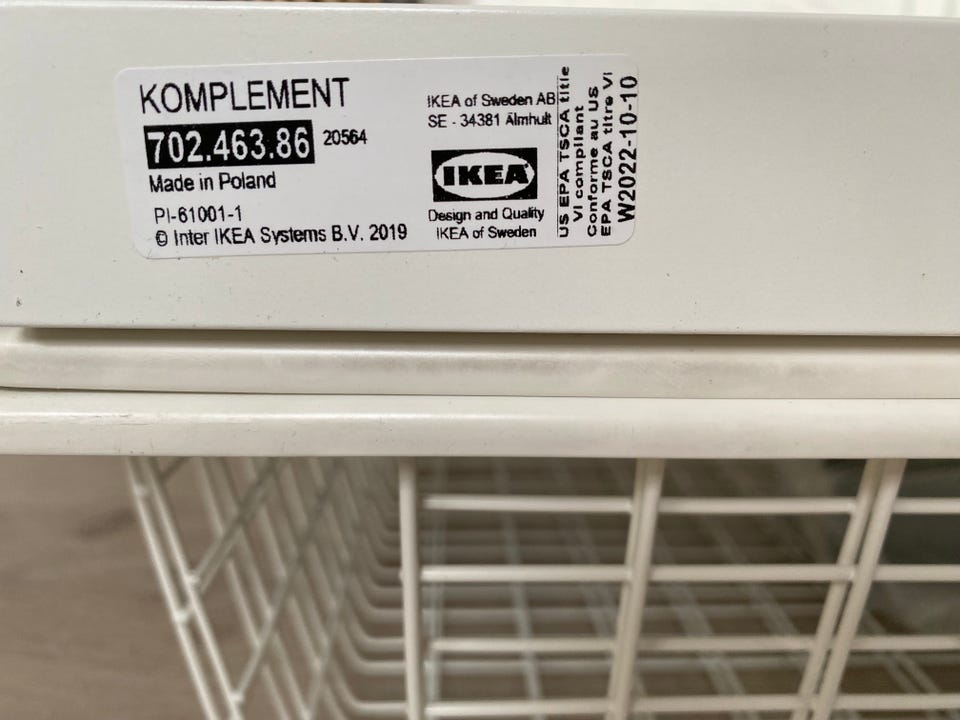 KOMPLEMENT
702.463.86 20564
Made in Poland
PI-61001-1
© Inter IKEA Systems B.V. 2019
IKEA of Sweden AB
SE - 34381 Älmhult
IKEA
Design and Quality
IKEA of Sweden
US EPA TSCA title
VI compliant
Conforme au US
EPA TSCA titre VI
W2022-10-10